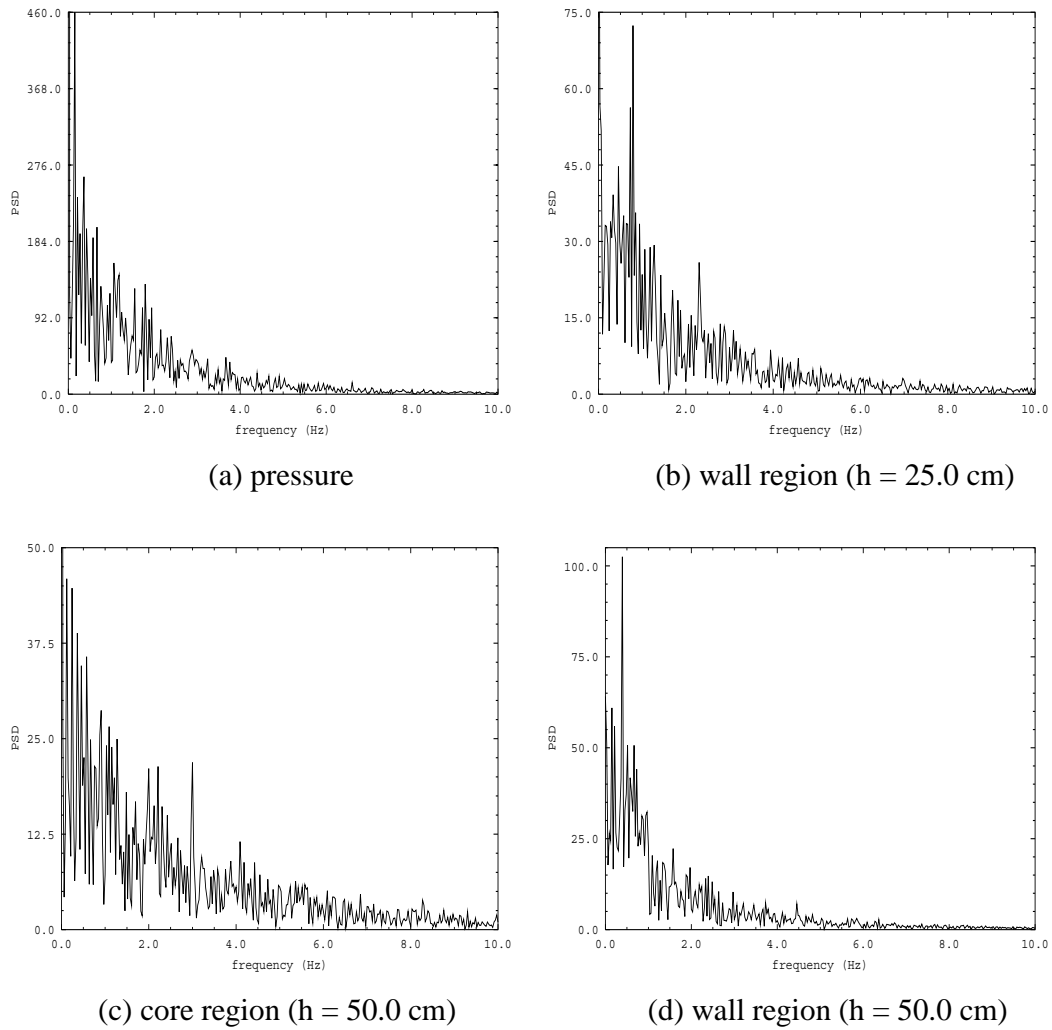 460.0
368.0
276.0
184.0
92.0
0.0
PSD
0.0 2.0 4.0 6.0 8.0 10.0
frequency (Hz)
(a) pressure
75.0
60.0
45.0
30.0
15.0
0.0
PSD
0.0 2.0 4.0 6.0 8.0 10.0
frequency (Hz)
(b) wall region (h = 25.0 cm)
50.0
37.5
25.0
12.5
0.0
PSD
0.0 2.0 4.0 6.0 8.0 10.0
frequency (Hz)
(c) core region (h = 50.0 cm)
100.0
75.0
50.0
25.0
0.0
PSD
0.0 2.0 4.0 6.0 8.0 10.0
frequency (Hz)
(d) wall region (h = 50.0 cm)